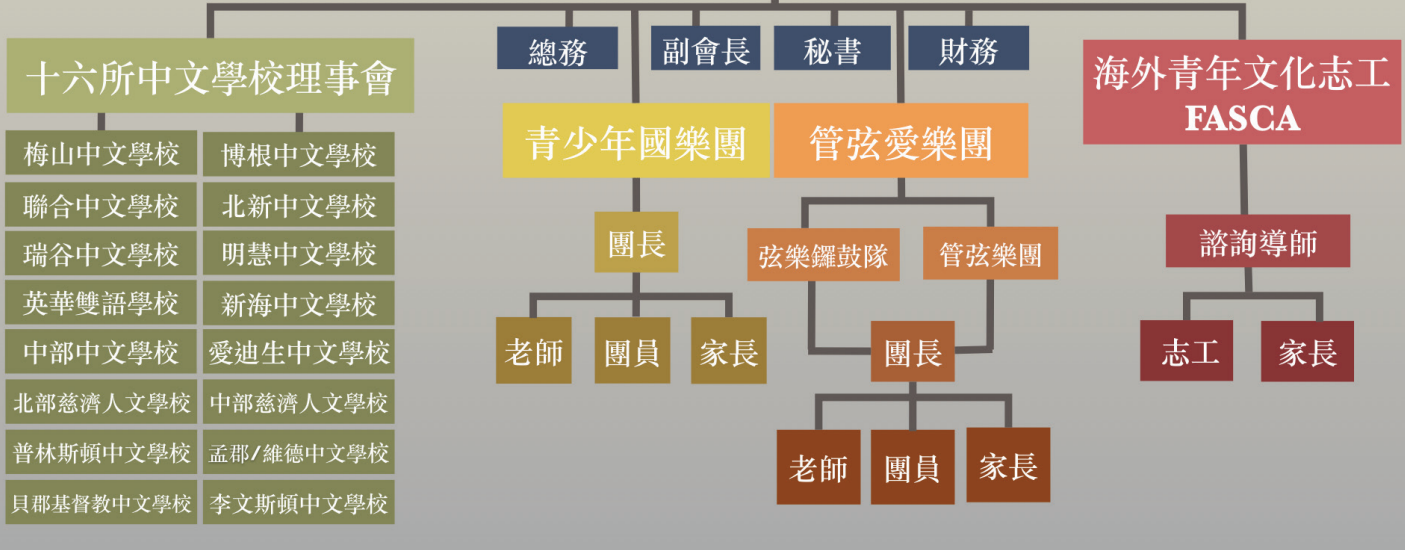 總務
副會長
秘書
財務
十六所中文學校理事會
梅山中文學校
博根中文學校
聯合中文學校
北新中文學校
瑞谷中文學校
明慧中文學校
英華雙語學校
新海中文學校
中部中文學校
愛迪生中文學校
北部慈濟人文學校
中部慈濟人文學校
普林斯頓中文學校
孟郡/維德中文學校
貝郡基督教中文學校
李文斯頓中文學校
青少年國樂團
團長
老師
團員
家長
管弦愛樂團
弦樂鑼鼓隊
管弦樂團
團長
老師
團員
家長
海外青年文化志工
FASCA
諮詢導師
志工
家長